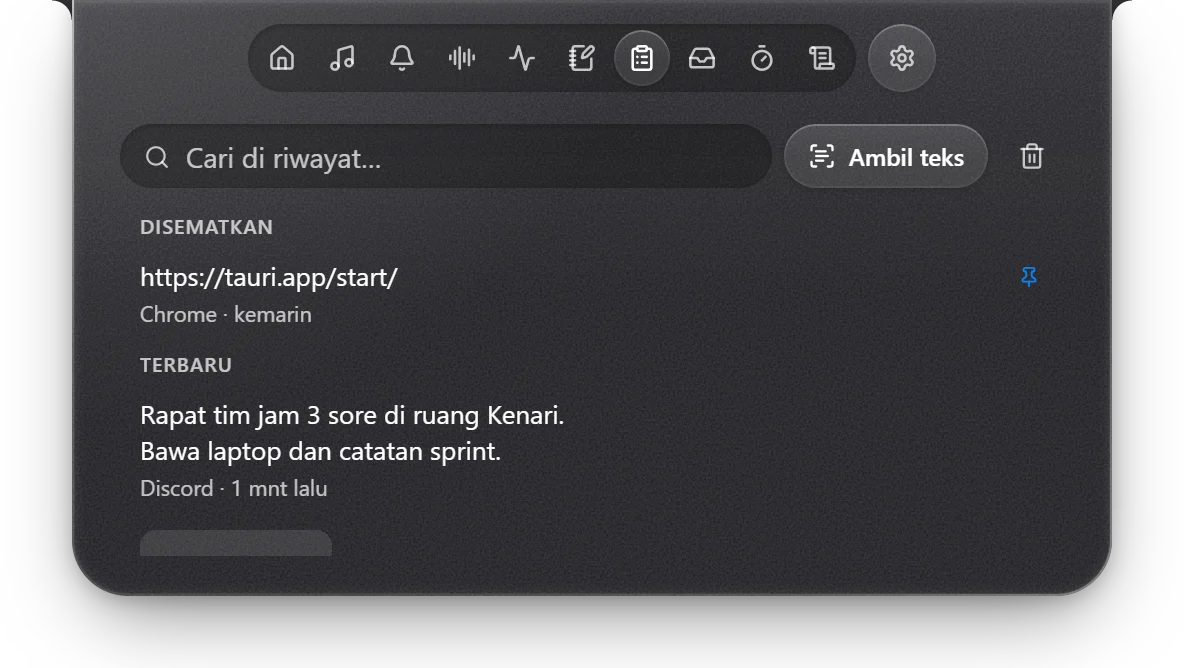 Cari di riwayat...
Ambil teks
DISEMATKAN
https://tauri.app/start/
Chrome · kemarin
TERBARU
Rapat tim jam 3 sore di ruang Kenari.
Bawa laptop dan catatan sprint.
Discord · 1 mnt lalu